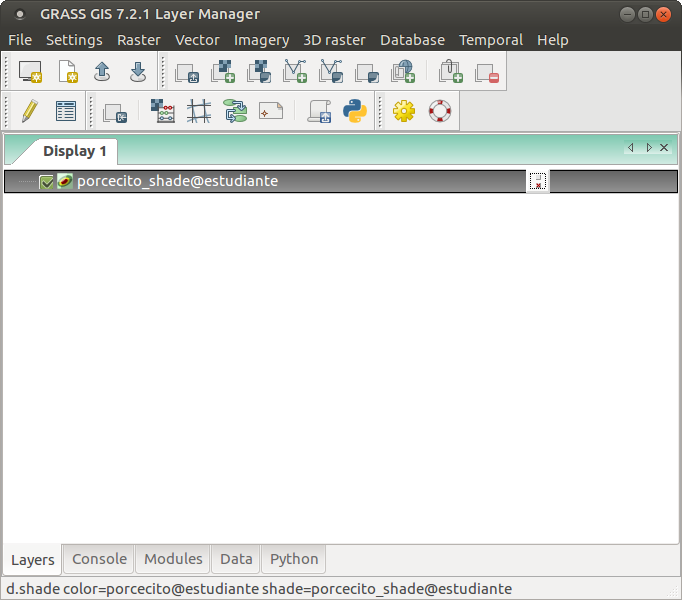 GRASS GIS 7.2.1 Layer Manager
File Settings Raster Vector Imagery 3D raster Database Temporal Help
Display 1
porcecito_shade@estudiante
Layers Console Modules Data Python
d.shade color=porcecito@estudiante shade=porcecito_shade@estudiante